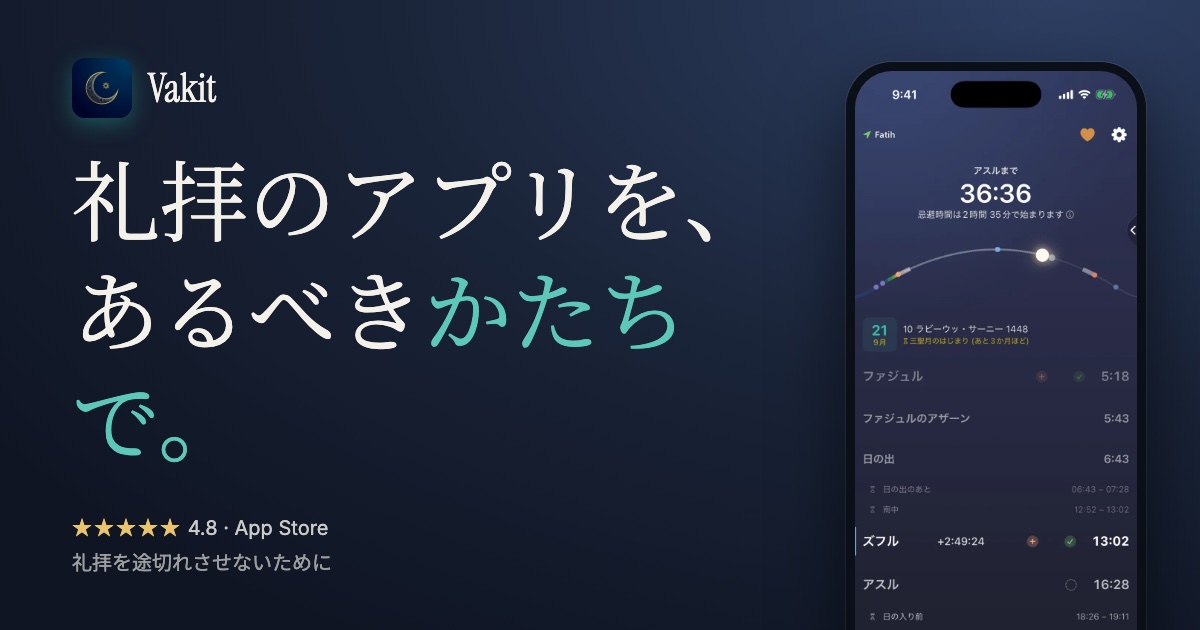 Vakit
礼拝のアプリを、
あるべきかたち
で。
★★★★★ 4.8 · App Store
礼拝を途切れさせないために
9:41
Fatih
アスルまで
36:36
忌避時間は2時間 35分で始まります
21
9月
10 ラビーウッ・サーニー 1448
三聖月のはじまり (あと3か月ほど)
ファジュル 5:18
ファジュルのアザーン 5:43
日の出 6:43
日の出のあと 06:43 – 07:28
南中 12:52 – 13:02
ズフル +2:49:24 13:02
アスル 16:28
日の入り前 18:26 – 19:11